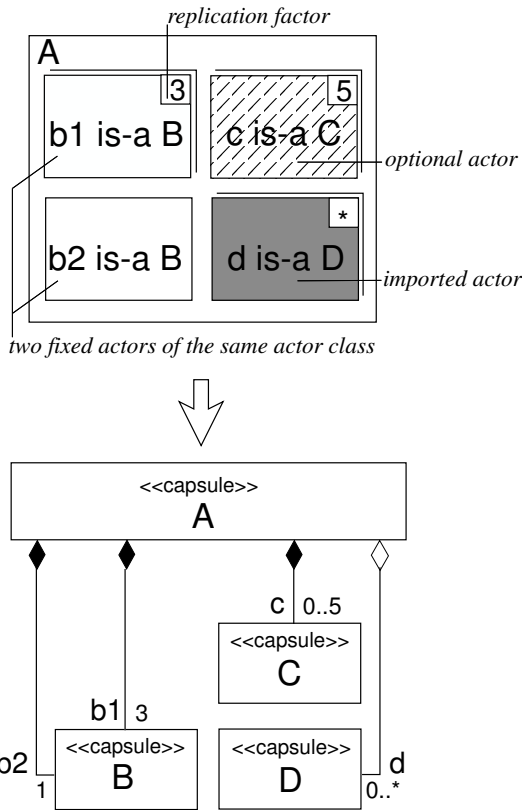 replication factor
A
3
5
b1 is-a B
c is-a C
optional actor
*
b2 is-a B
d is-a D
imported actor
two fixed actors of the same actor class
<<capsule>>
A
c 0..5
<<capsule>>
C
b1 3
<<capsule>>
B
<<capsule>>
D
b2
1
d
0..*